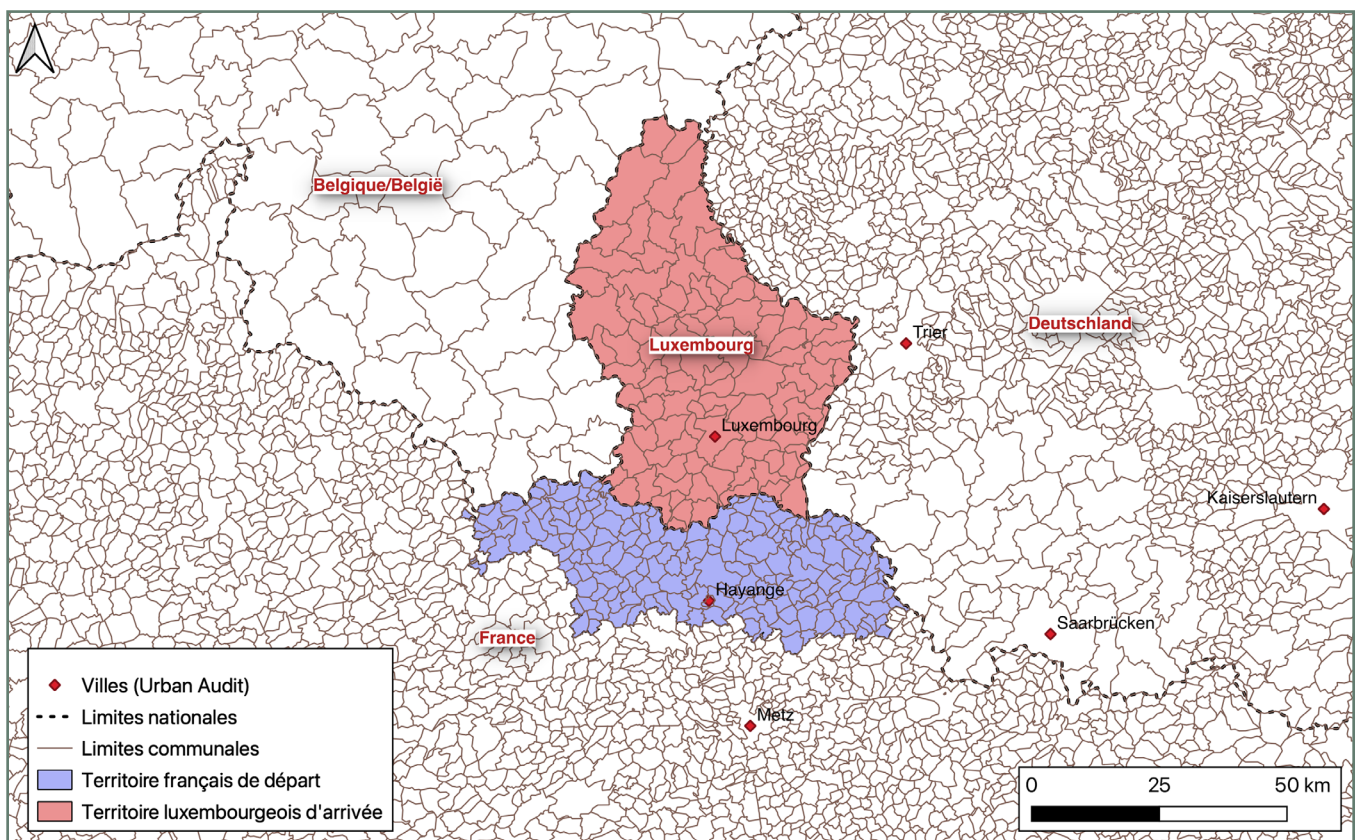 Belgique/België
Deutschland
Trier
Luxembourg
Luxembourg
Kaiserslautern
Hayange
Saarbrücken
France
Metz
Villes (Urban Audit)
Limites nationales
Limites communales
Territoire français de départ
Territoire luxembourgeois d'arrivée
0 25 50 km